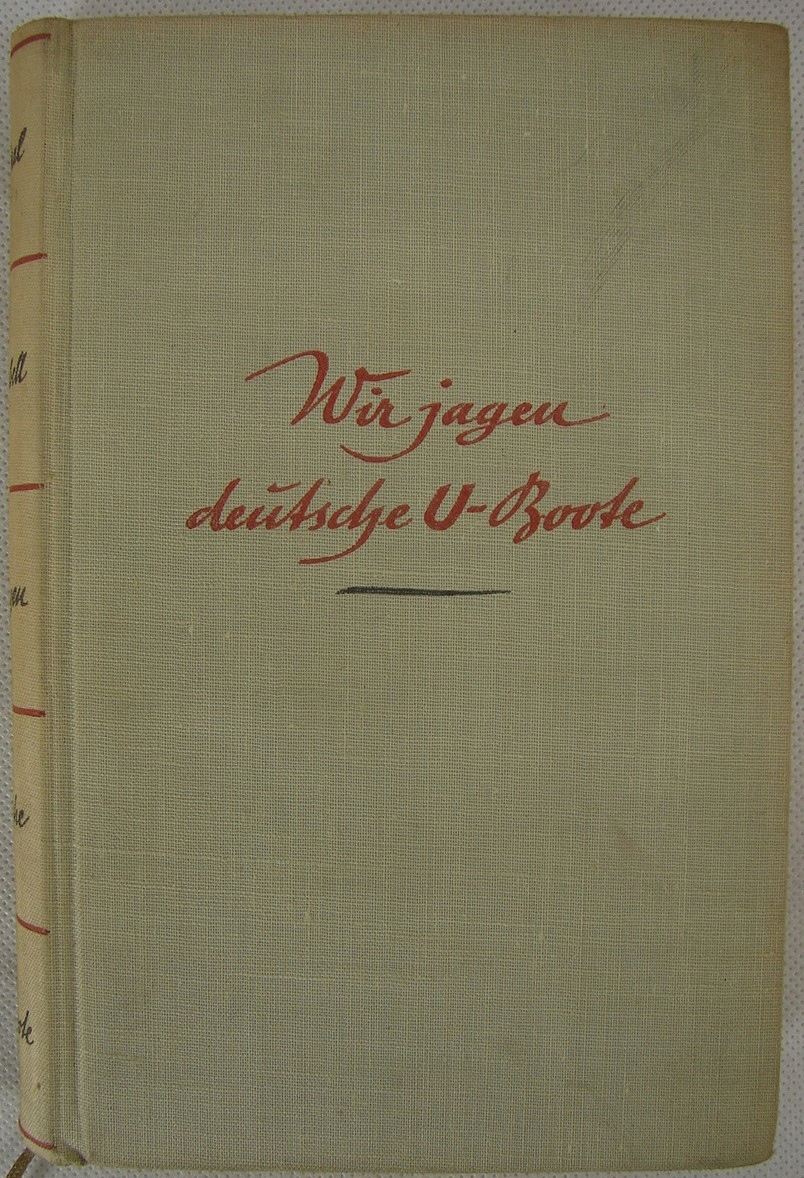 Wir jagen
deutsche U-Boote